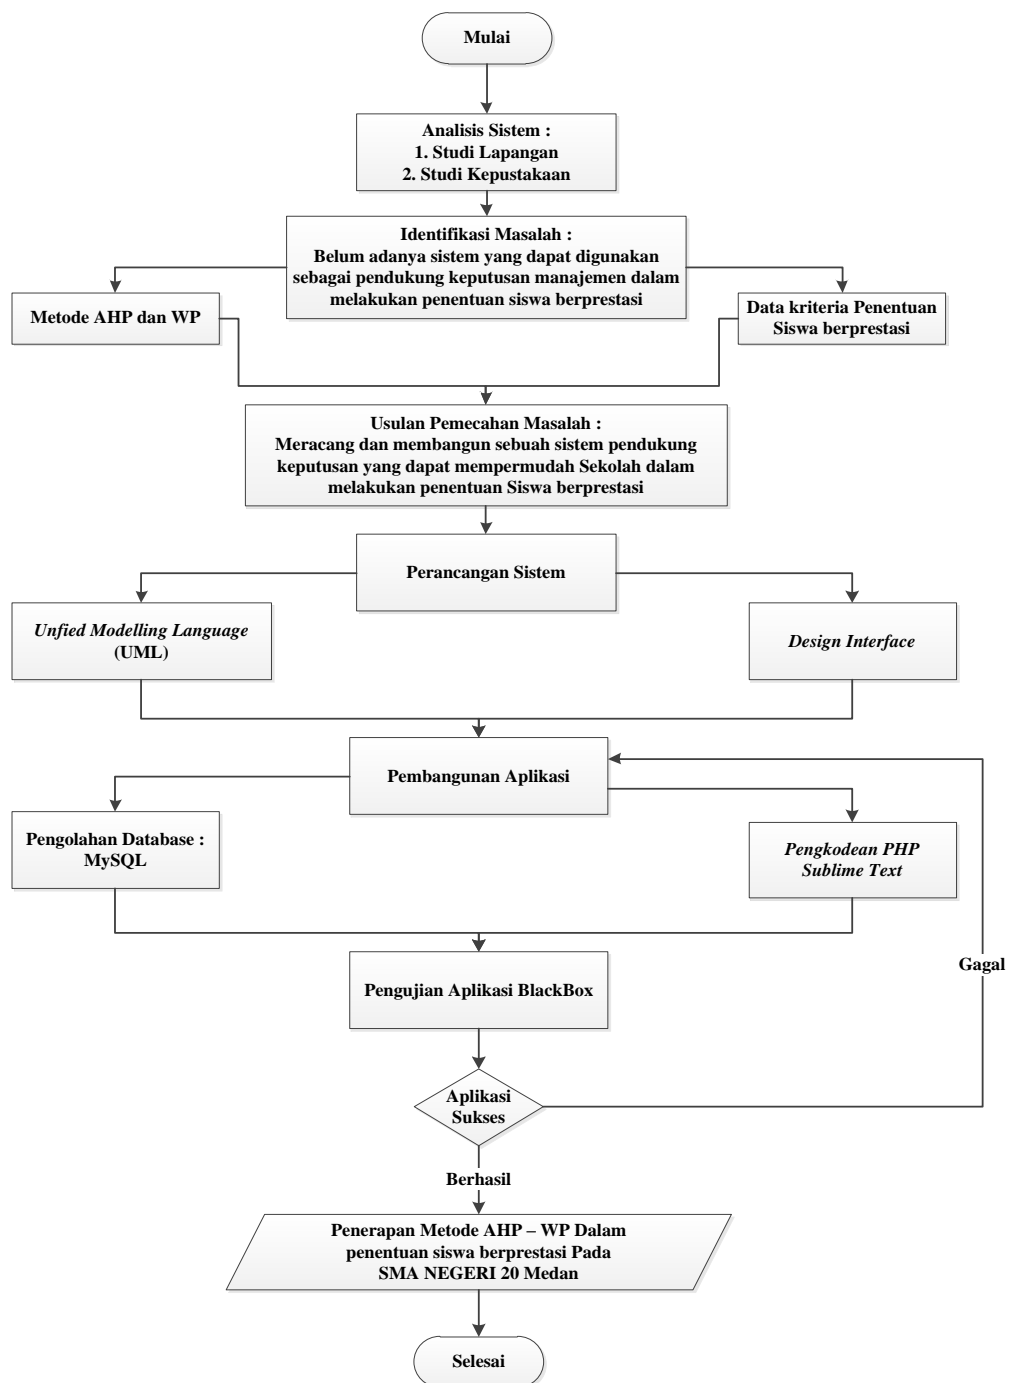 Mulai
Analisis Sistem :
1. Studi Lapangan
2. Studi Kepustakaan
Identifikasi Masalah :
Belum adanya sistem yang dapat digunakan
sebagai pendukung keputusan manajemen dalam
melakukan penentuan siswa berprestasi
Metode AHP dan WP
Data kriteria Penentuan
Siswa berprestasi
Usulan Pemecahan Masalah :
Meracang dan membangun sebuah sistem pendukung
keputusan yang dapat mempermudah Sekolah dalam
melakukan penentuan Siswa berprestasi
Perancangan Sistem
Unfied Modelling Language
(UML)
Design Interface
Pembangunan Aplikasi
Pengolahan Database :
MySQL
Pengkodean PHP
Sublime Text
Gagal
Pengujian Aplikasi BlackBox
Aplikasi
Sukses
Berhasil
Penerapan Metode AHP – WP Dalam
penentuan siswa berprestasi Pada
SMA NEGERI 20 Medan
Selesai